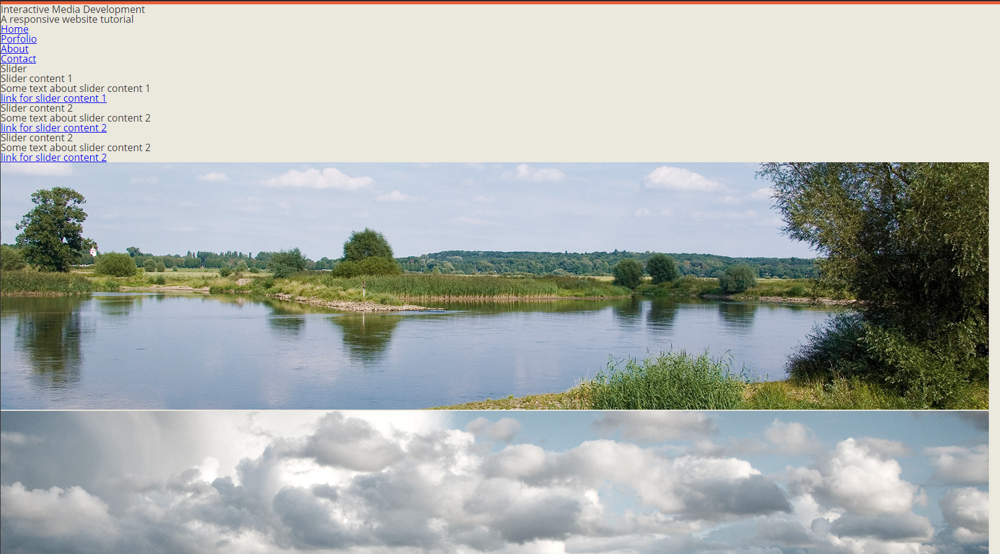 Interactive Media Development
A responsive website tutorial
Home
Porfolio
About
Contact
Slider
Slider content 1
Some text about slider content 1
link for slider content 1
Slider content 2
Some text about slider content 2
link for slider content 2
Slider content 2
Some text about slider content 2
link for slider content 2